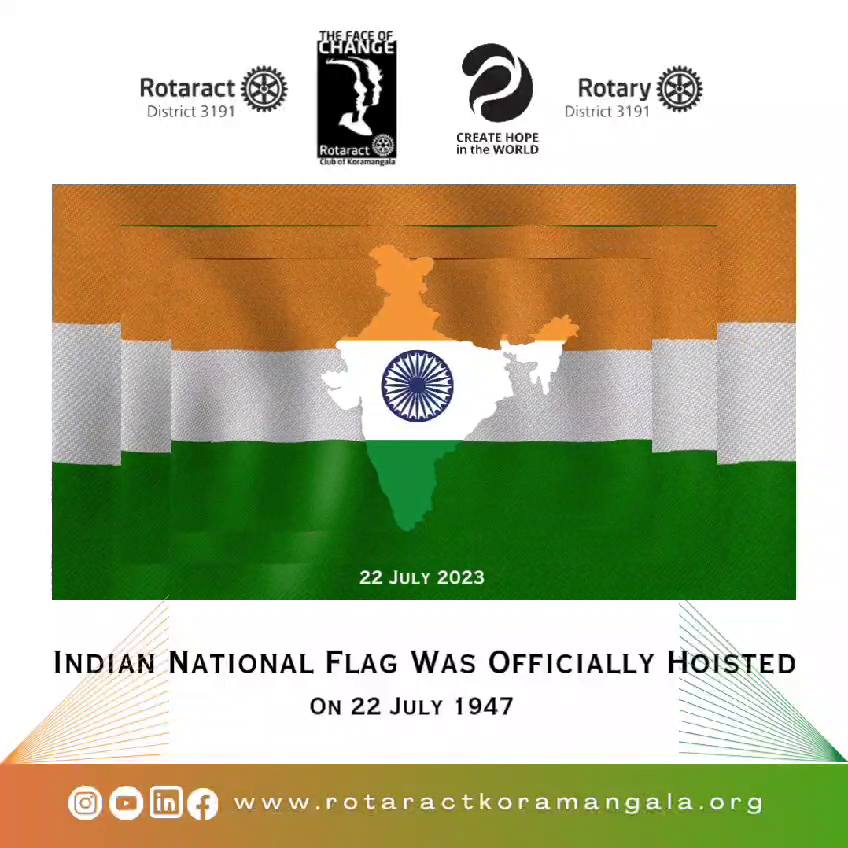 Rotaract
District 3191
THE FACE OF
CHANGE
Rotaract
Club of Koramangala
CREATE HOPE
in the WORLD
Rotary
District 3191
22 July 2023
Indian National Flag Was Officially Hoisted
On 22 July 1947
www.rotaractkoramangala.org